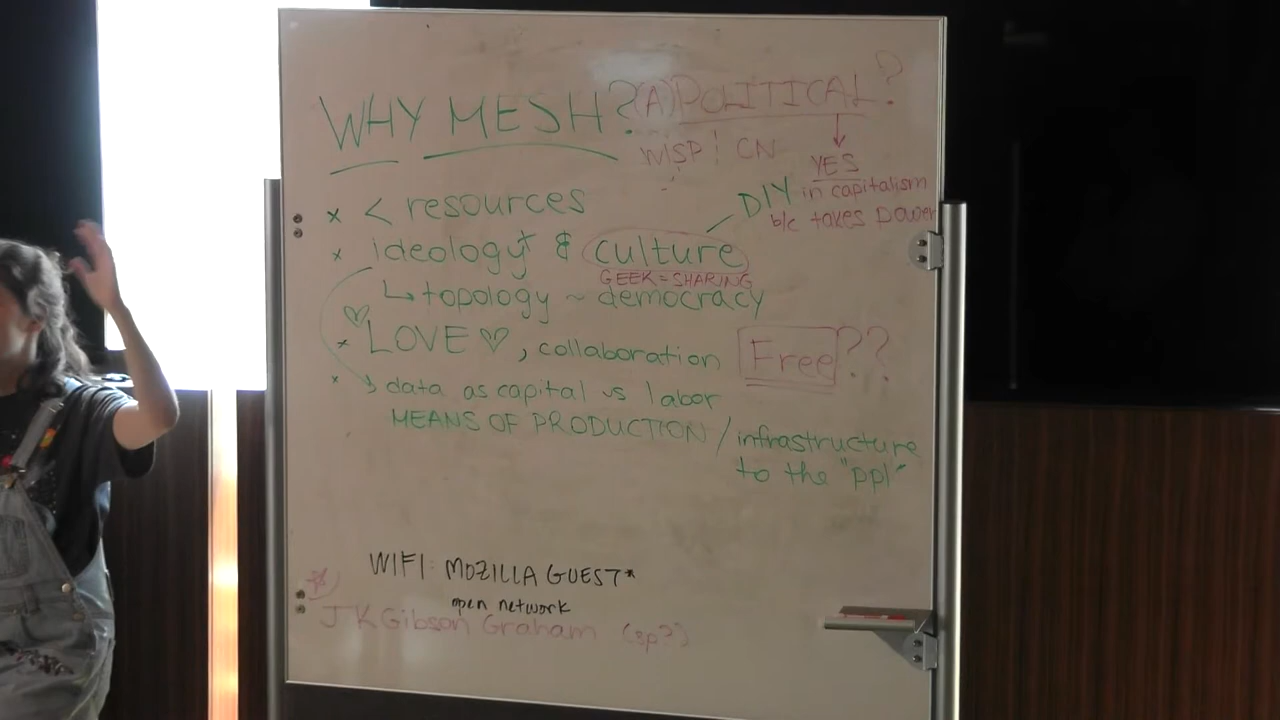 WHY MESH? (A)POLITICAL?
WISP | CN
YES
in capitalism
b/c takes power
DIY
x < resources
x ideology* & culture
GEEK = SHARING
↳ topology ~ democracy
x ♡ LOVE ♡, collaboration
Free??
x data as capital vs labor
MEANS OF PRODUCTION / infrastructure
to the "ppl"
WIFI: MOZILLA GUEST*
open network
J K Gibson Graham (sp?)